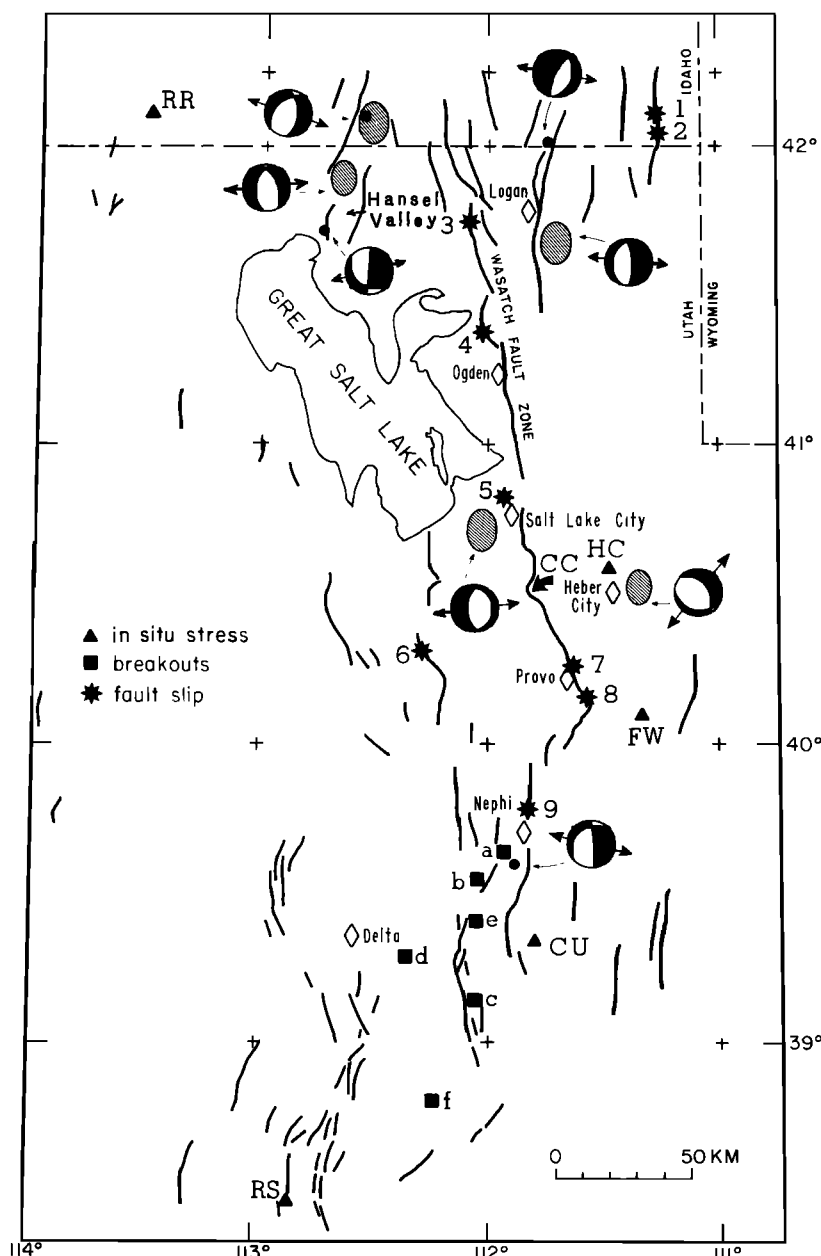 RR
IDAHO
1
2
42°
Logan
Hansel
Valley
3
WASATCH FAULT ZONE
UTAH
WYOMING
GREAT SALT LAKE
4
Ogden
41°
5
Salt Lake City
CC
HC
Heber
City
in situ stress
breakouts
fault slip
6
7
Provo
8
FW
40°
Nephi
9
a
b
e
Delta
d
CU
c
39°
f
0 50 KM
RS
114°
113°
112°
111°